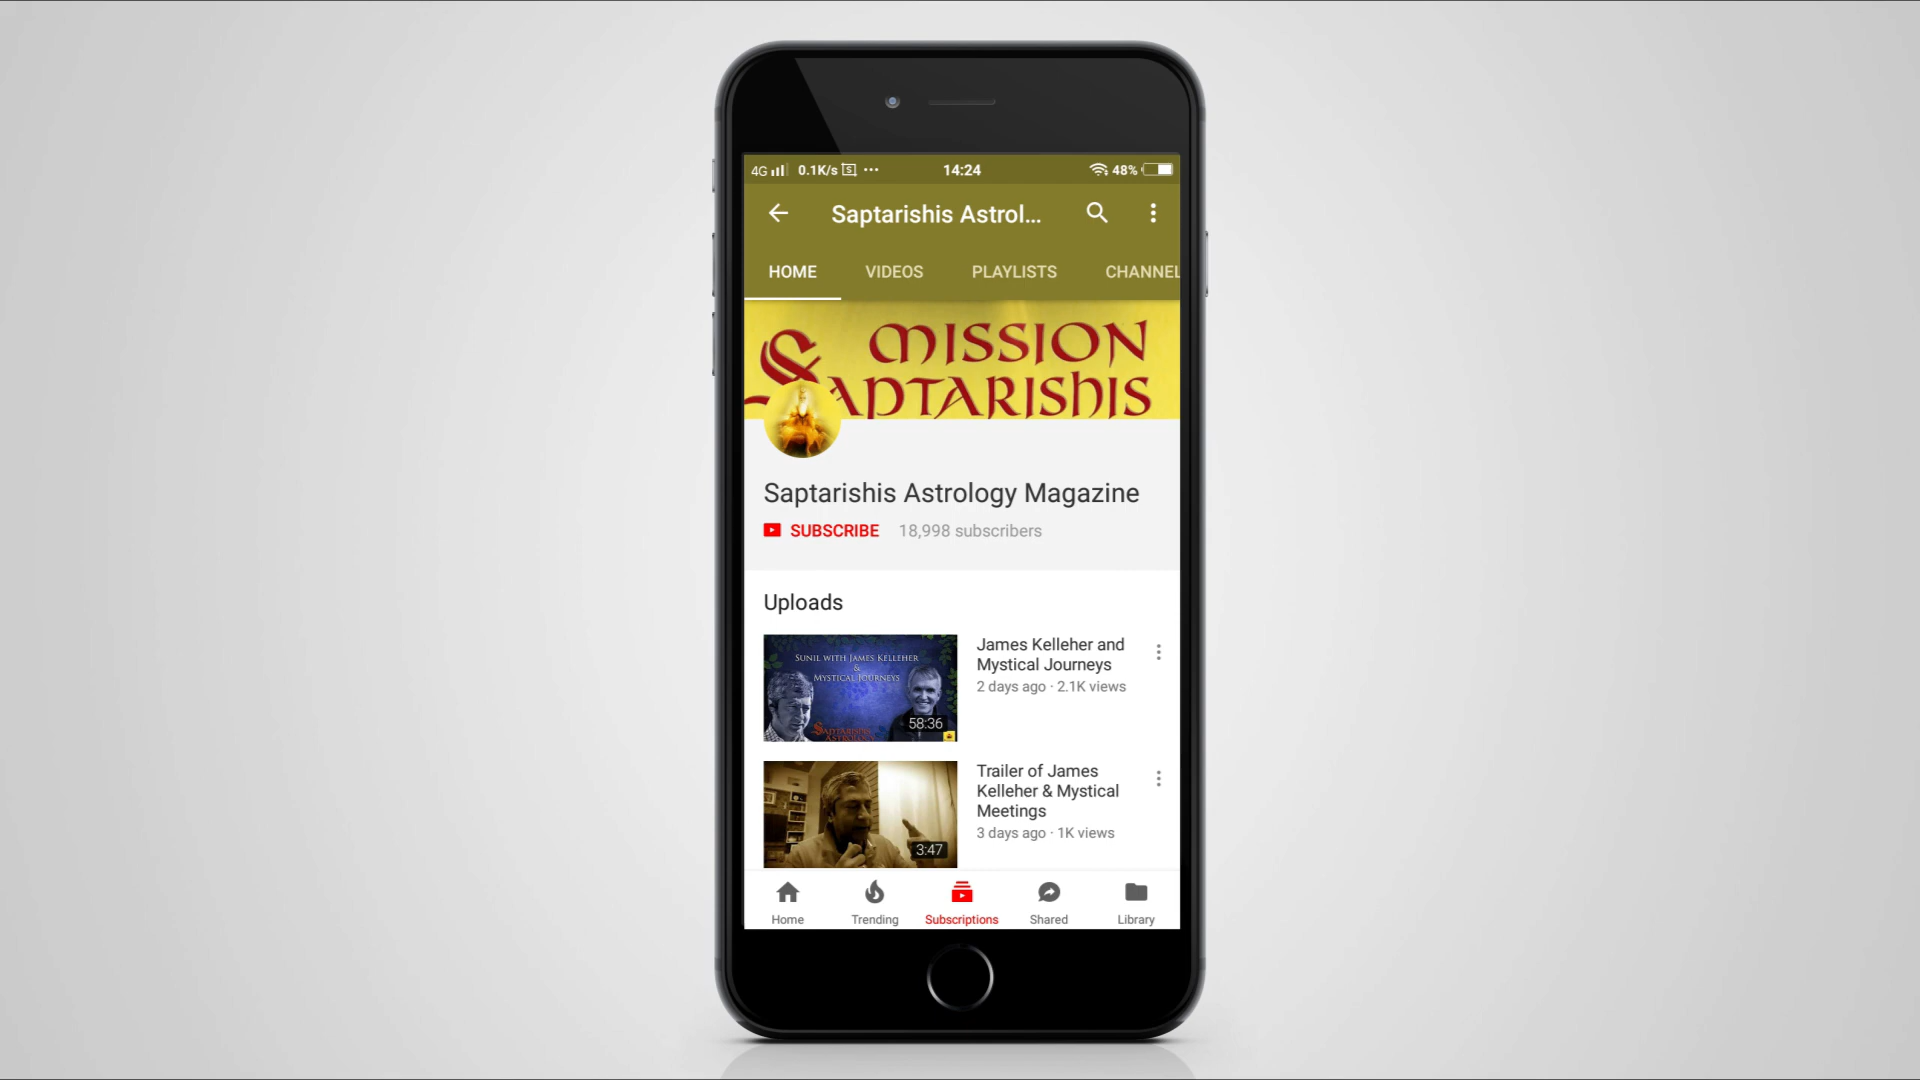 4G 0.1K/s S ... 14:24 48%
Saptarishis Astrol...
HOME VIDEOS PLAYLISTS CHANNEL
MISSION
SAPTARISHIS
Saptarishis Astrology Magazine
SUBSCRIBE 18,998 subscribers
Uploads
SUNIL WITH JAMES KELLEHER
&
MYSTICAL JOURNEYS
SAPTARISHIS
ASTROLOGY
58:36
James Kelleher and
Mystical Journeys
2 days ago · 2.1K views
3:47
Trailer of James
Kelleher & Mystical
Meetings
3 days ago · 1K views
Home Trending Subscriptions Shared Library